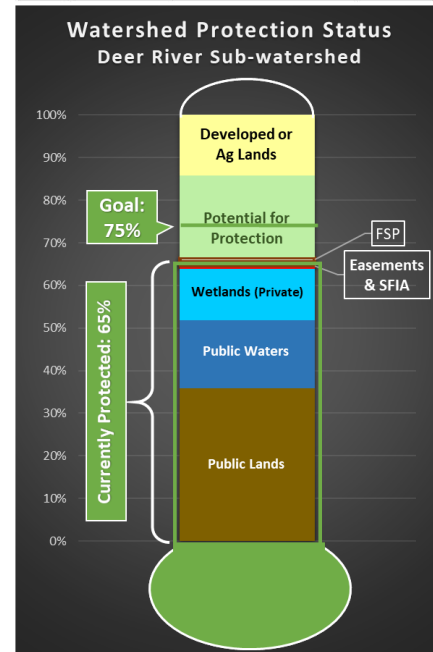 Watershed Protection Status
Deer River Sub-watershed
100%
90%
80%
70%
60%
50%
40%
30%
20%
10%
0%
Developed or
Ag Lands
Goal:
75%
Potential for
Protection
FSP
Easements
& SFIA
Wetlands (Private)
Public Waters
Public Lands
Currently Protected: 65%